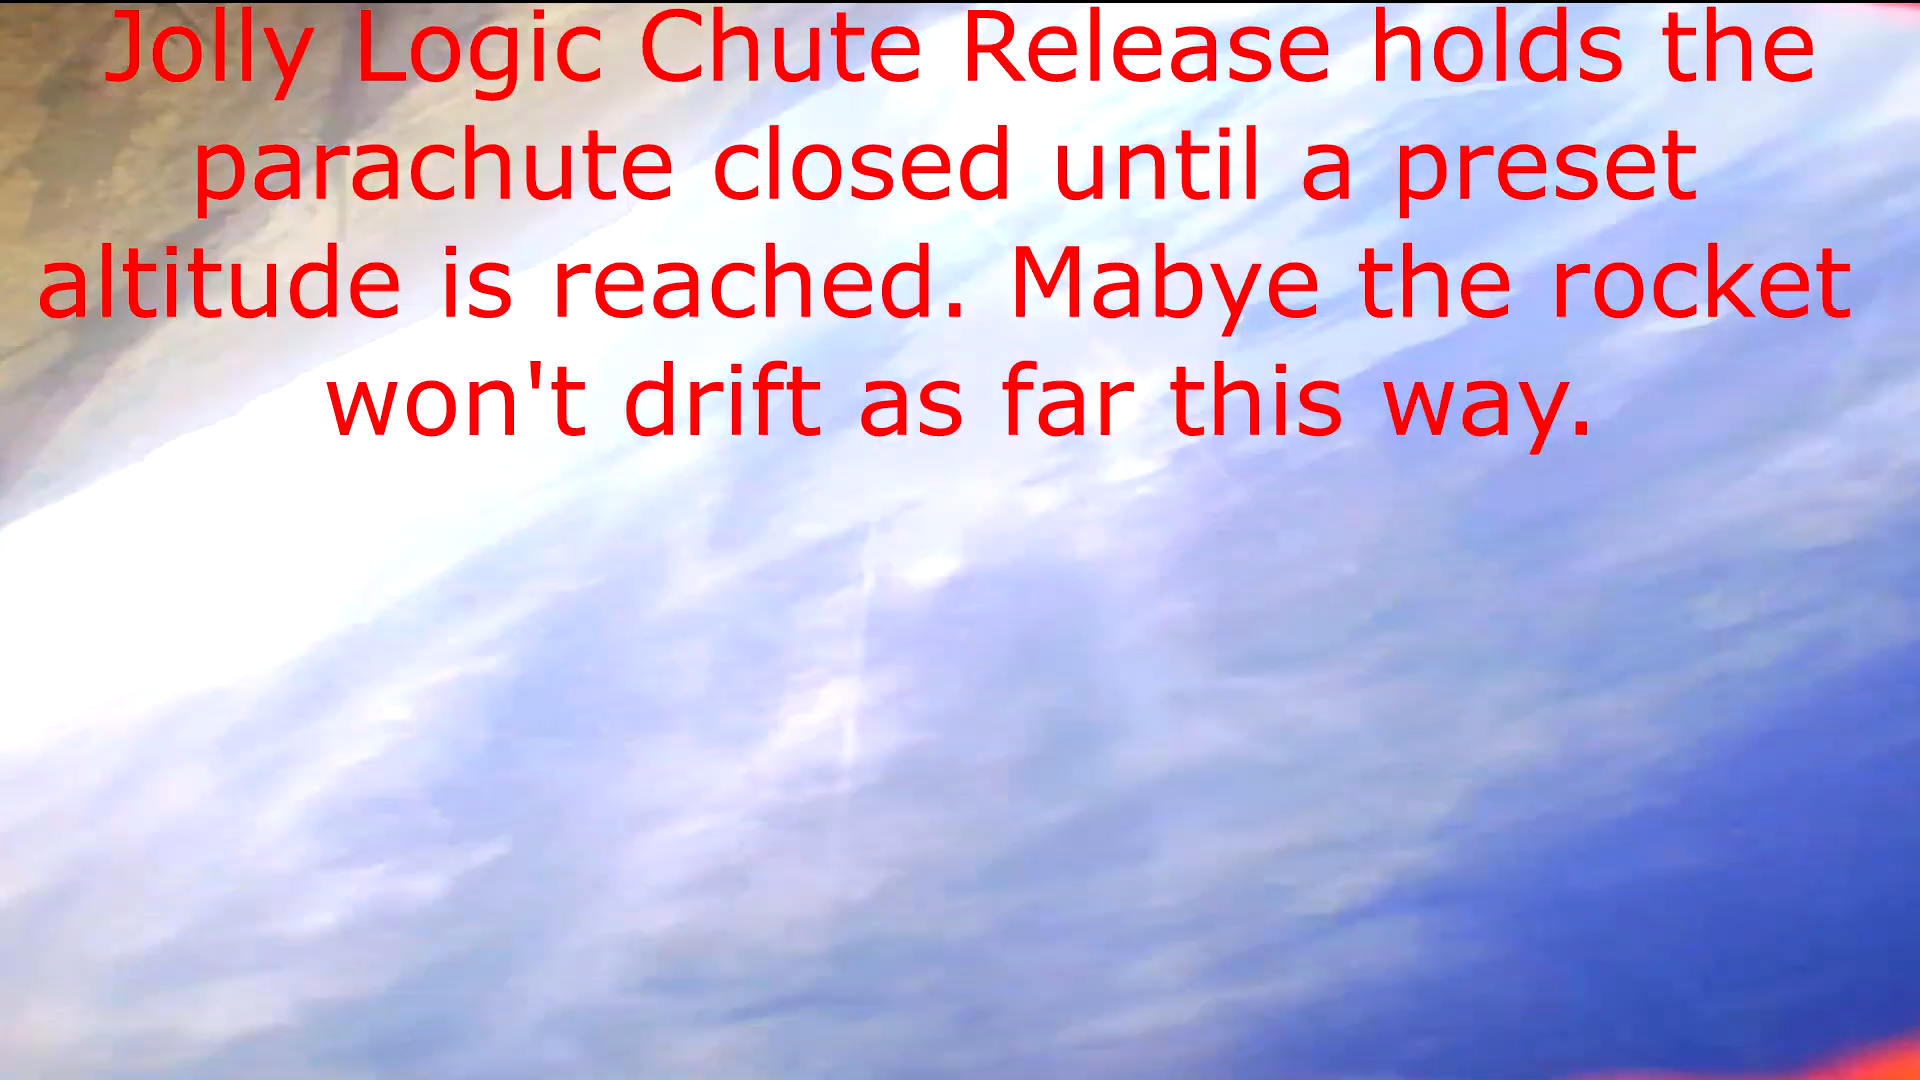 Jolly Logic Chute Release holds the
parachute closed until a preset
altitude is reached. Mabye the rocket
won't drift as far this way.